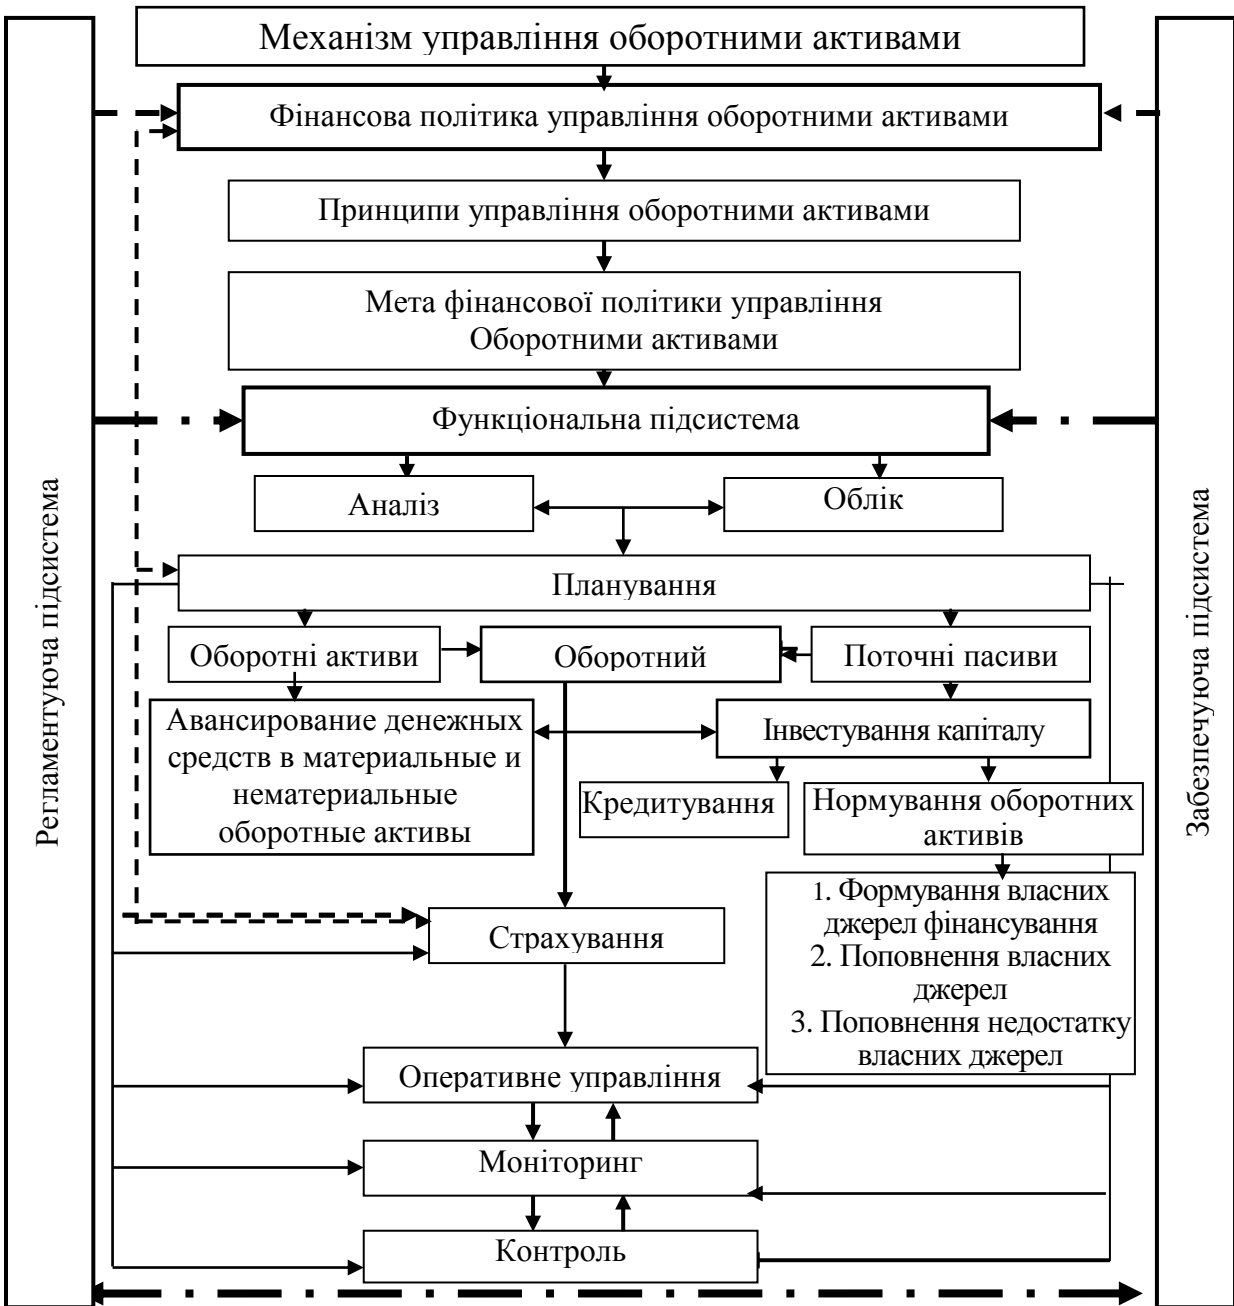 Механізм управління оборотними активами
Фінансова політика управління оборотними активами
Принципи управління оборотними активами
Мета фінансової політики управління
Оборотними активами
Функціональна підсистема
Аналіз
Облік
Регламентуюча підсистема
Забезпечуюча підсистема
Планування
Оборотні активи
Оборотний
Поточні пасиви
Авансирование денежных
средств в материальные и
нематериальные
оборотные активы
Інвестування капіталу
Кредитування
Нормування оборотних
активів
1. Формування власних
джерел фінансування
2. Поповнення власних
джерел
3. Поповнення недостатку
власних джерел
Страхування
Оперативне управління
Моніторинг
Контроль